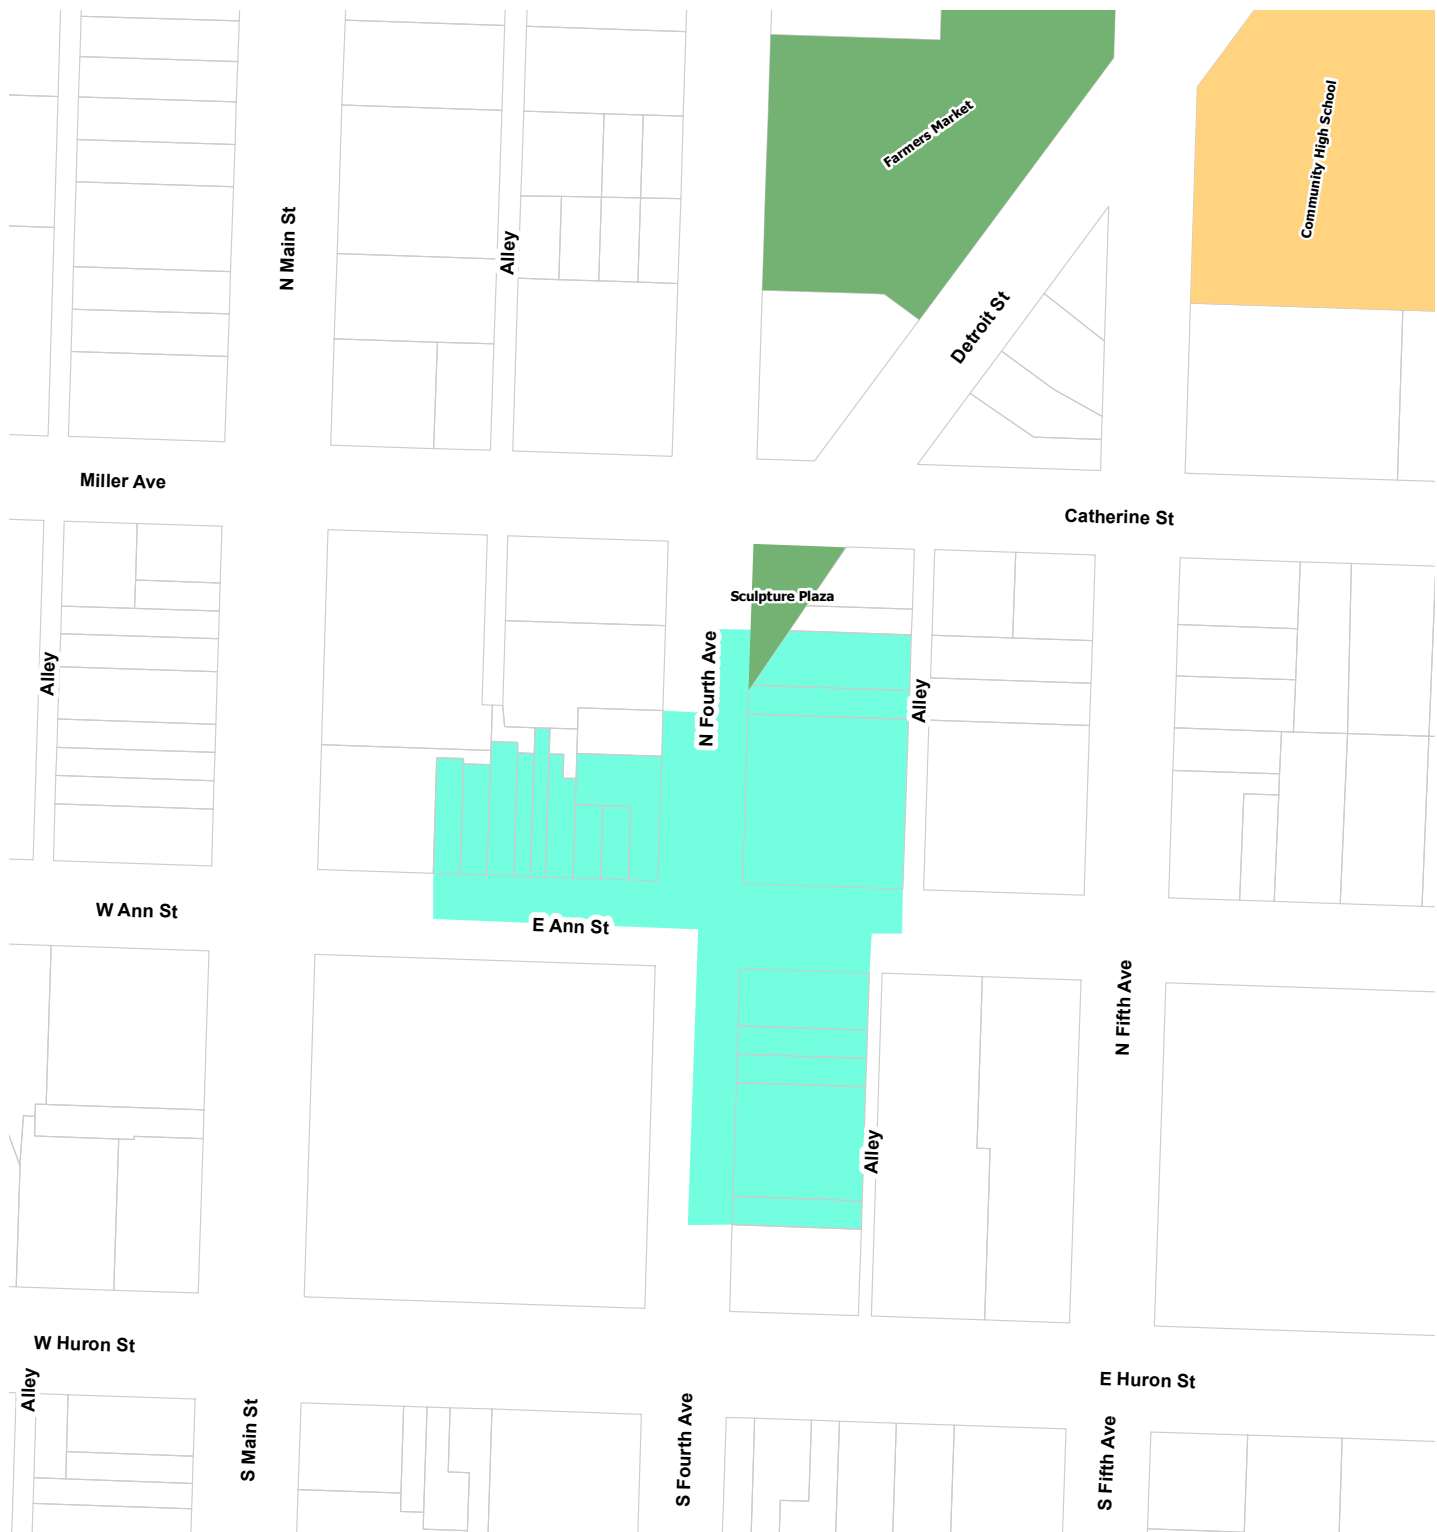 Farmers Market
Community High School
N Main St
Alley
Detroit St
Miller Ave
Catherine St
Sculpture Plaza
Alley
N Fourth Ave
Alley
W Ann St
E Ann St
N Fifth Ave
Alley
W Huron St
Alley
E Huron St
S Main St
S Fourth Ave
S Fifth Ave